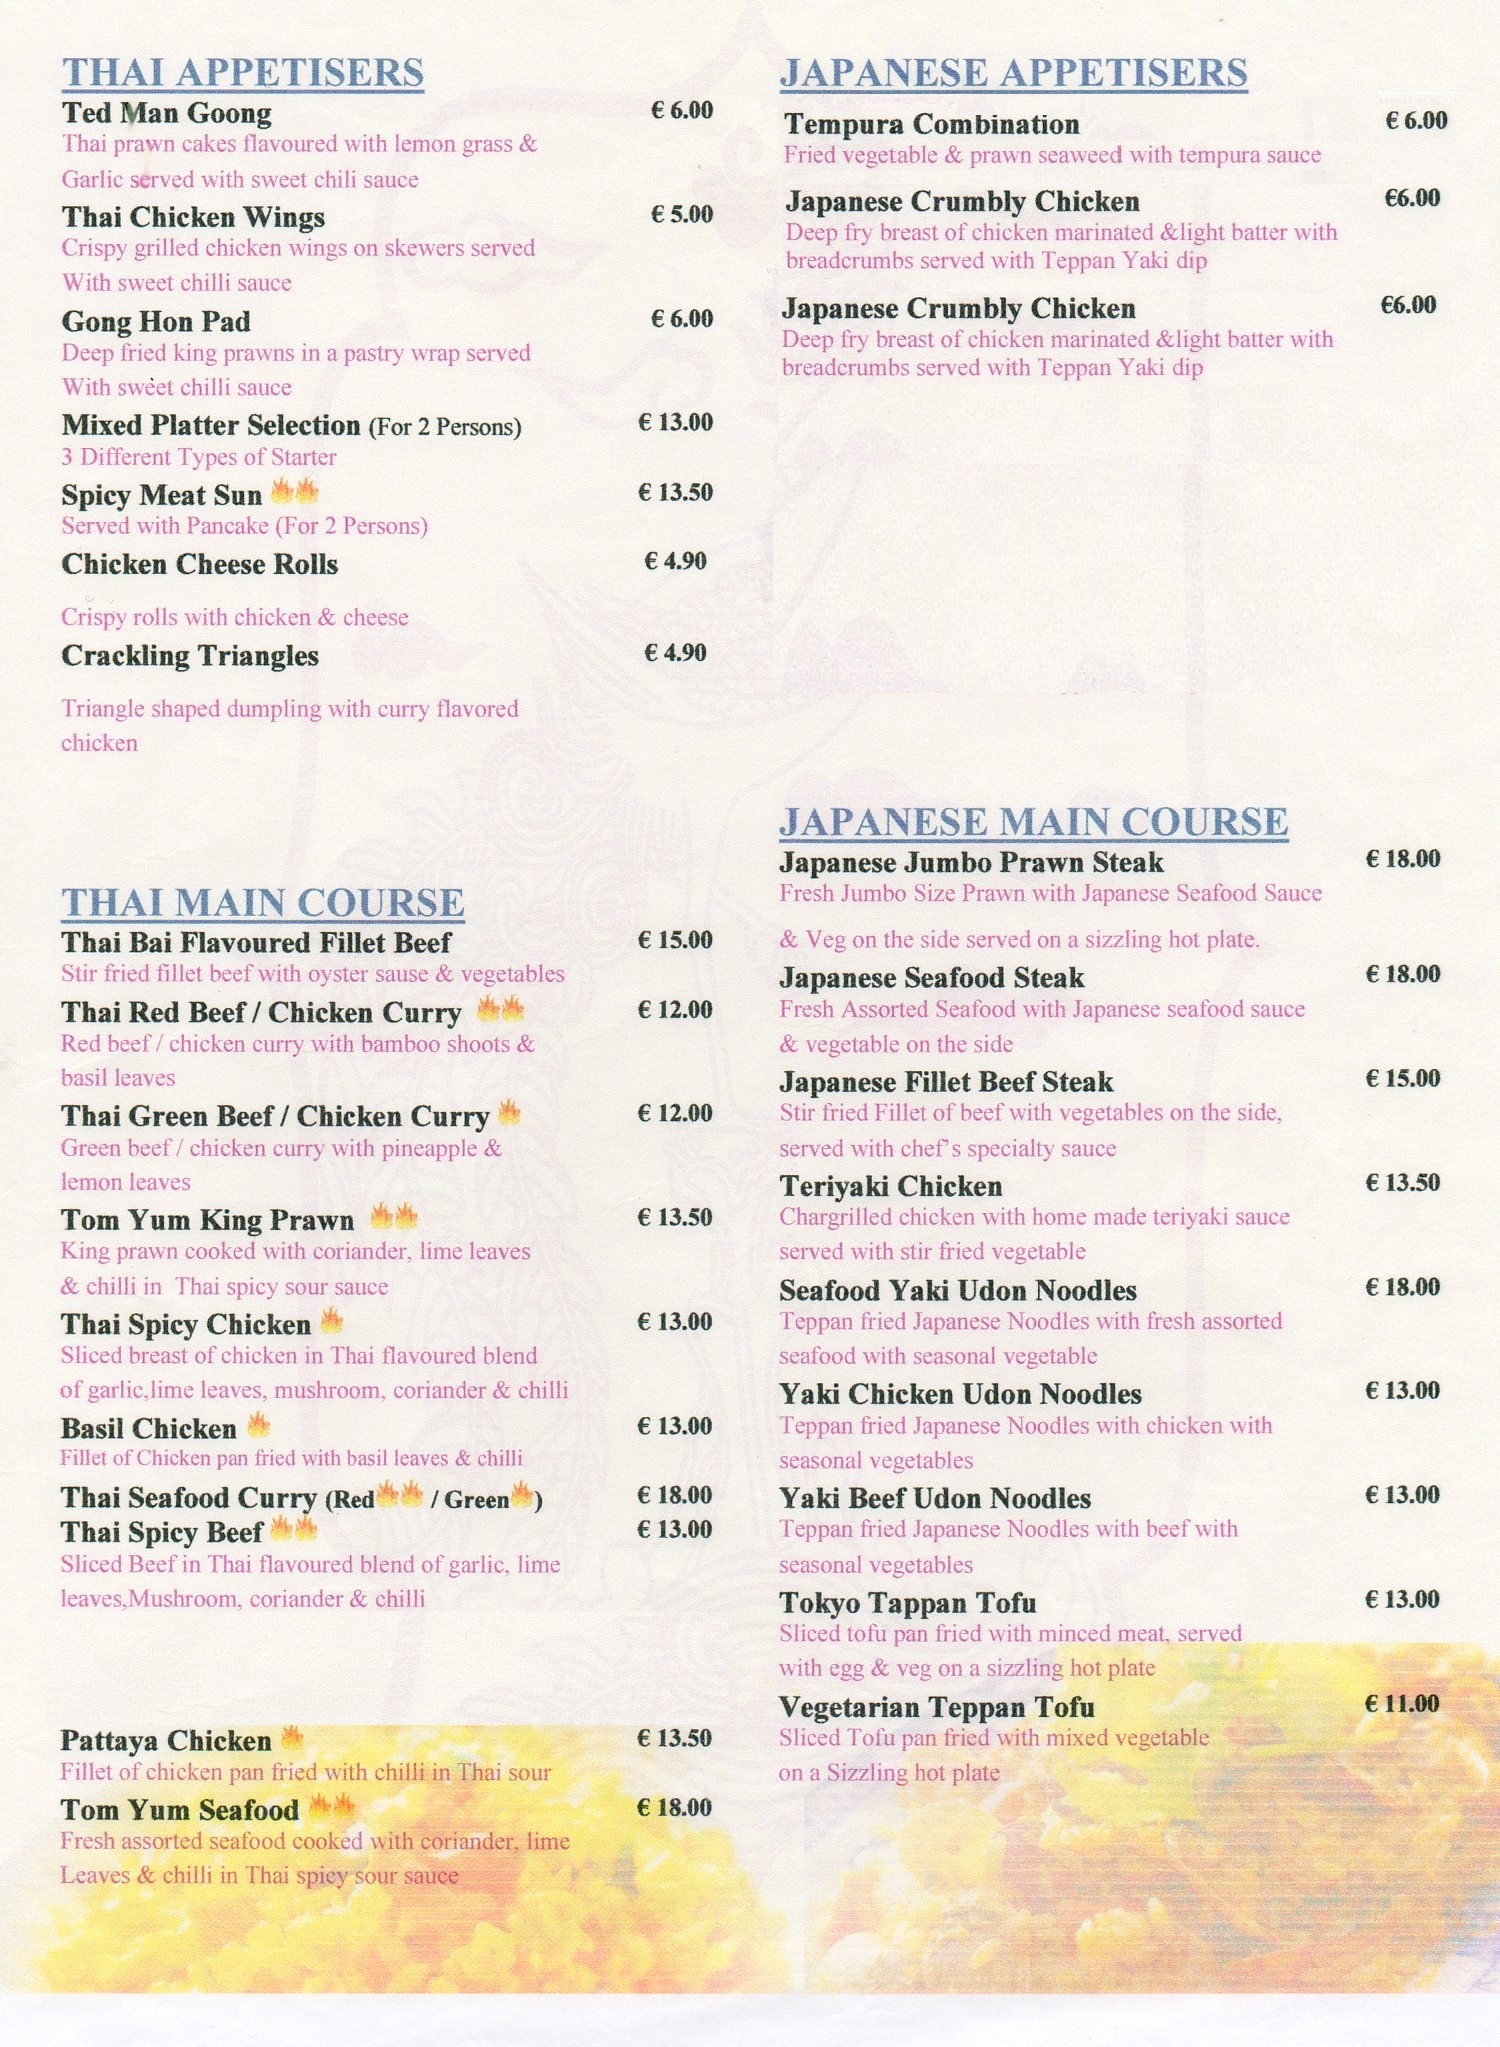 THAI APPETISERS
Ted Man Goong € 6.00
Thai prawn cakes flavoured with lemon grass &
Garlic served with sweet chili sauce
Thai Chicken Wings € 5.00
Crispy grilled chicken wings on skewers served
With sweet chilli sauce
Gong Hon Pad € 6.00
Deep fried king prawns in a pastry wrap served
With sweet chilli sauce
Mixed Platter Selection (For 2 Persons) € 13.00
3 Different Types of Starter
Spicy Meat Sun € 13.50
Served with Pancake (For 2 Persons)
Chicken Cheese Rolls € 4.90
Crispy rolls with chicken & cheese
Crackling Triangles € 4.90
Triangle shaped dumpling with curry flavored
chicken
THAI MAIN COURSE
Thai Bai Flavoured Fillet Beef € 15.00
Stir fried fillet beef with oyster sause & vegetables
Thai Red Beef / Chicken Curry € 12.00
Red beef / chicken curry with bamboo shoots &
basil leaves
Thai Green Beef / Chicken Curry € 12.00
Green beef / chicken curry with pineapple &
lemon leaves
Tom Yum King Prawn € 13.50
King prawn cooked with coriander, lime leaves
& chilli in Thai spicy sour sauce
Thai Spicy Chicken € 13.00
Sliced breast of chicken in Thai flavoured blend
of garlic,lime leaves, mushroom, coriander & chilli
Basil Chicken € 13.00
Fillet of Chicken pan fried with basil leaves & chilli
Thai Seafood Curry (Red / Green) € 18.00
Thai Spicy Beef € 13.00
Sliced Beef in Thai flavoured blend of garlic, lime
leaves,Mushroom, coriander & chilli
Pattaya Chicken € 13.50
Fillet of chicken pan fried with chilli in Thai sour
Tom Yum Seafood € 18.00
Fresh assorted seafood cooked with coriander, lime
Leaves & chilli in Thai spicy sour sauce
JAPANESE APPETISERS
Tempura Combination € 6.00
Fried vegetable & prawn seaweed with tempura sauce
Japanese Crumbly Chicken €6.00
Deep fry breast of chicken marinated &light batter with
breadcrumbs served with Teppan Yaki dip
Japanese Crumbly Chicken €6.00
Deep fry breast of chicken marinated &light batter with
breadcrumbs served with Teppan Yaki dip
JAPANESE MAIN COURSE
Japanese Jumbo Prawn Steak € 18.00
Fresh Jumbo Size Prawn with Japanese Seafood Sauce
& Veg on the side served on a sizzling hot plate.
Japanese Seafood Steak € 18.00
Fresh Assorted Seafood with Japanese seafood sauce
& vegetable on the side
Japanese Fillet Beef Steak € 15.00
Stir fried Fillet of beef with vegetables on the side,
served with chef's specialty sauce
Teriyaki Chicken € 13.50
Chargrilled chicken with home made teriyaki sauce
served with stir fried vegetable
Seafood Yaki Udon Noodles € 18.00
Teppan fried Japanese Noodles with fresh assorted
seafood with seasonal vegetable
Yaki Chicken Udon Noodles € 13.00
Teppan fried Japanese Noodles with chicken with
seasonal vegetables
Yaki Beef Udon Noodles € 13.00
Teppan fried Japanese Noodles with beef with
seasonal vegetables
Tokyo Tappan Tofu € 13.00
Sliced tofu pan fried with minced meat, served
with egg & veg on a sizzling hot plate
Vegetarian Teppan Tofu € 11.00
Sliced Tofu pan fried with mixed vegetable
on a Sizzling hot plate